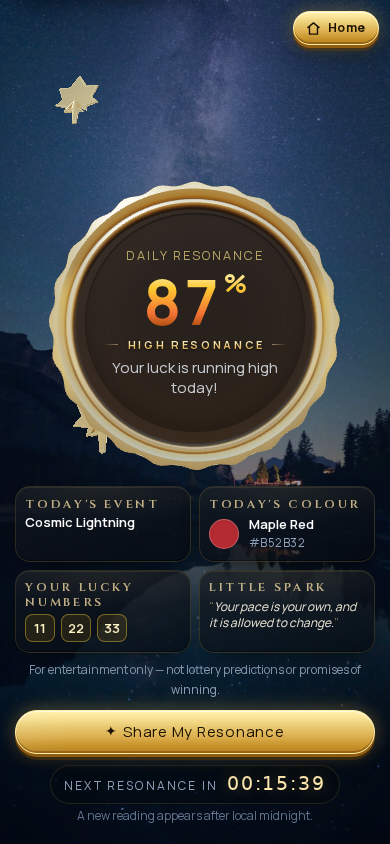 Home
DAILY RESONANCE
87%
HIGH RESONANCE
Your luck is running high
today!
TODAY'S EVENT
Cosmic Lightning
TODAY'S COLOUR
Maple Red
#B52B32
YOUR LUCKY
NUMBERS
11 22 33
LITTLE SPARK
"Your pace is your own, and
it is allowed to change."
For entertainment only — not lottery predictions or promises of
winning.
✦ Share My Resonance
NEXT RESONANCE IN 00:15:39
A new reading appears after local midnight.